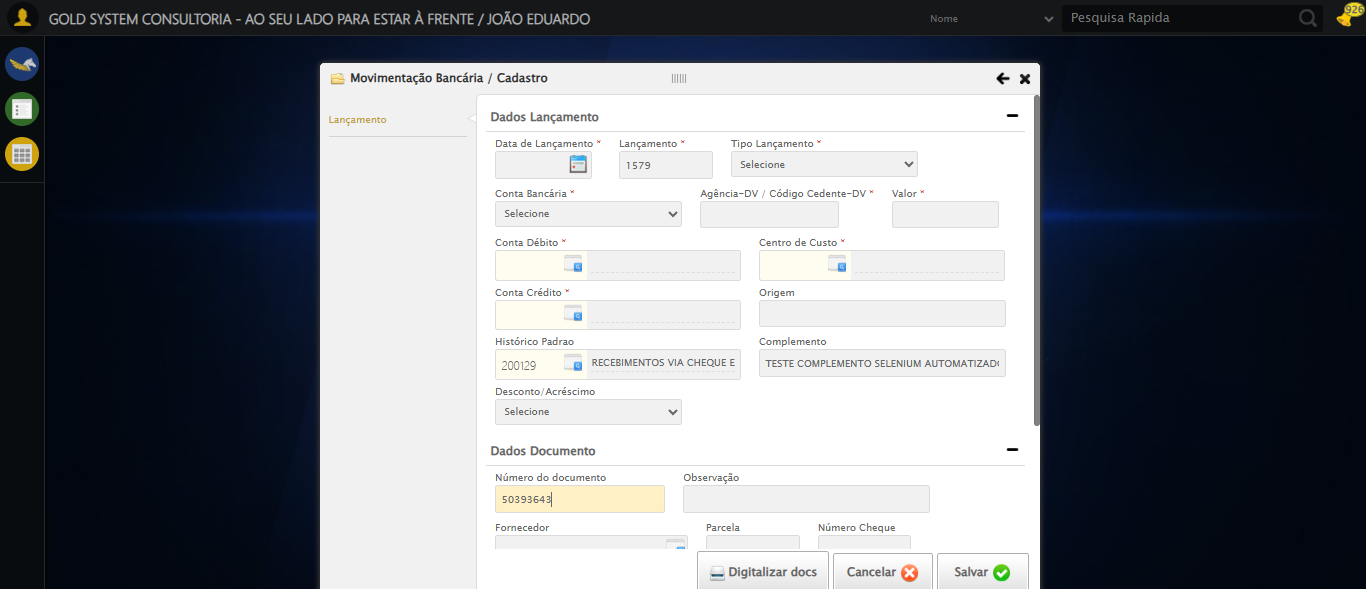 GOLD SYSTEM CONSULTORIA - AO SEU LADO PARA ESTAR À FRENTE / JOÃO EDUARDO
Nome
Pesquisa Rapida
926
Movimentação Bancária / Cadastro
Lançamento
Dados Lançamento
Data de Lançamento * Lançamento * Tipo Lançamento *
1579 Selecione
Conta Bancária * Agência-DV / Código Cedente-DV * Valor *
Selecione
Conta Débito * Centro de Custo *
Conta Crédito * Origem
Histórico Padrao Complemento
200129 RECEBIMENTOS VIA CHEQUE E TESTE COMPLEMENTO SELENIUM AUTOMATIZADO
Desconto/Acréscimo
Selecione
Dados Documento
Número do documento Observação
50393643
Fornecedor Parcela Número Cheque
Digitalizar docs Cancelar Salvar